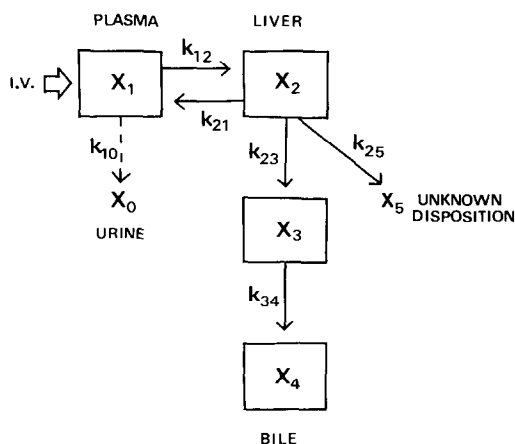 PLASMA LIVER
I.V. X₁ k₁₂ X₂
k₂₁
k₁₀ k₂₃ k₂₅
X₀ X₅ UNKNOWN
URINE DISPOSITION
X₃
k₃₄
X₄
BILE